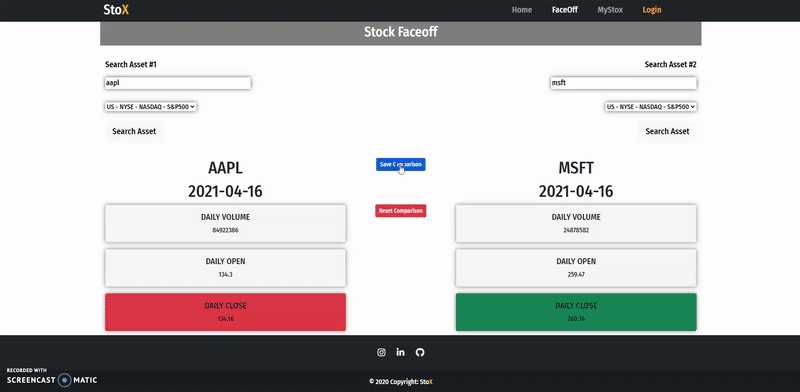 StoX
Home FaceOff MyStox Login
Stock Faceoff
Search Asset #1
Search Asset #2
aapl
msft
US - NYSE - NASDAQ - S&P500
US - NYSE - NASDAQ - S&P500
Search Asset
Search Asset
AAPL
Save Comparison
MSFT
2021-04-16
2021-04-16
Reset Comparison
DAILY VOLUME
84922386
DAILY VOLUME
24878582
DAILY OPEN
134.3
DAILY OPEN
259.47
DAILY CLOSE
134.16
DAILY CLOSE
260.74
RECORDED WITH
SCREENCAST MATIC
© 2020 Copyright: StoX